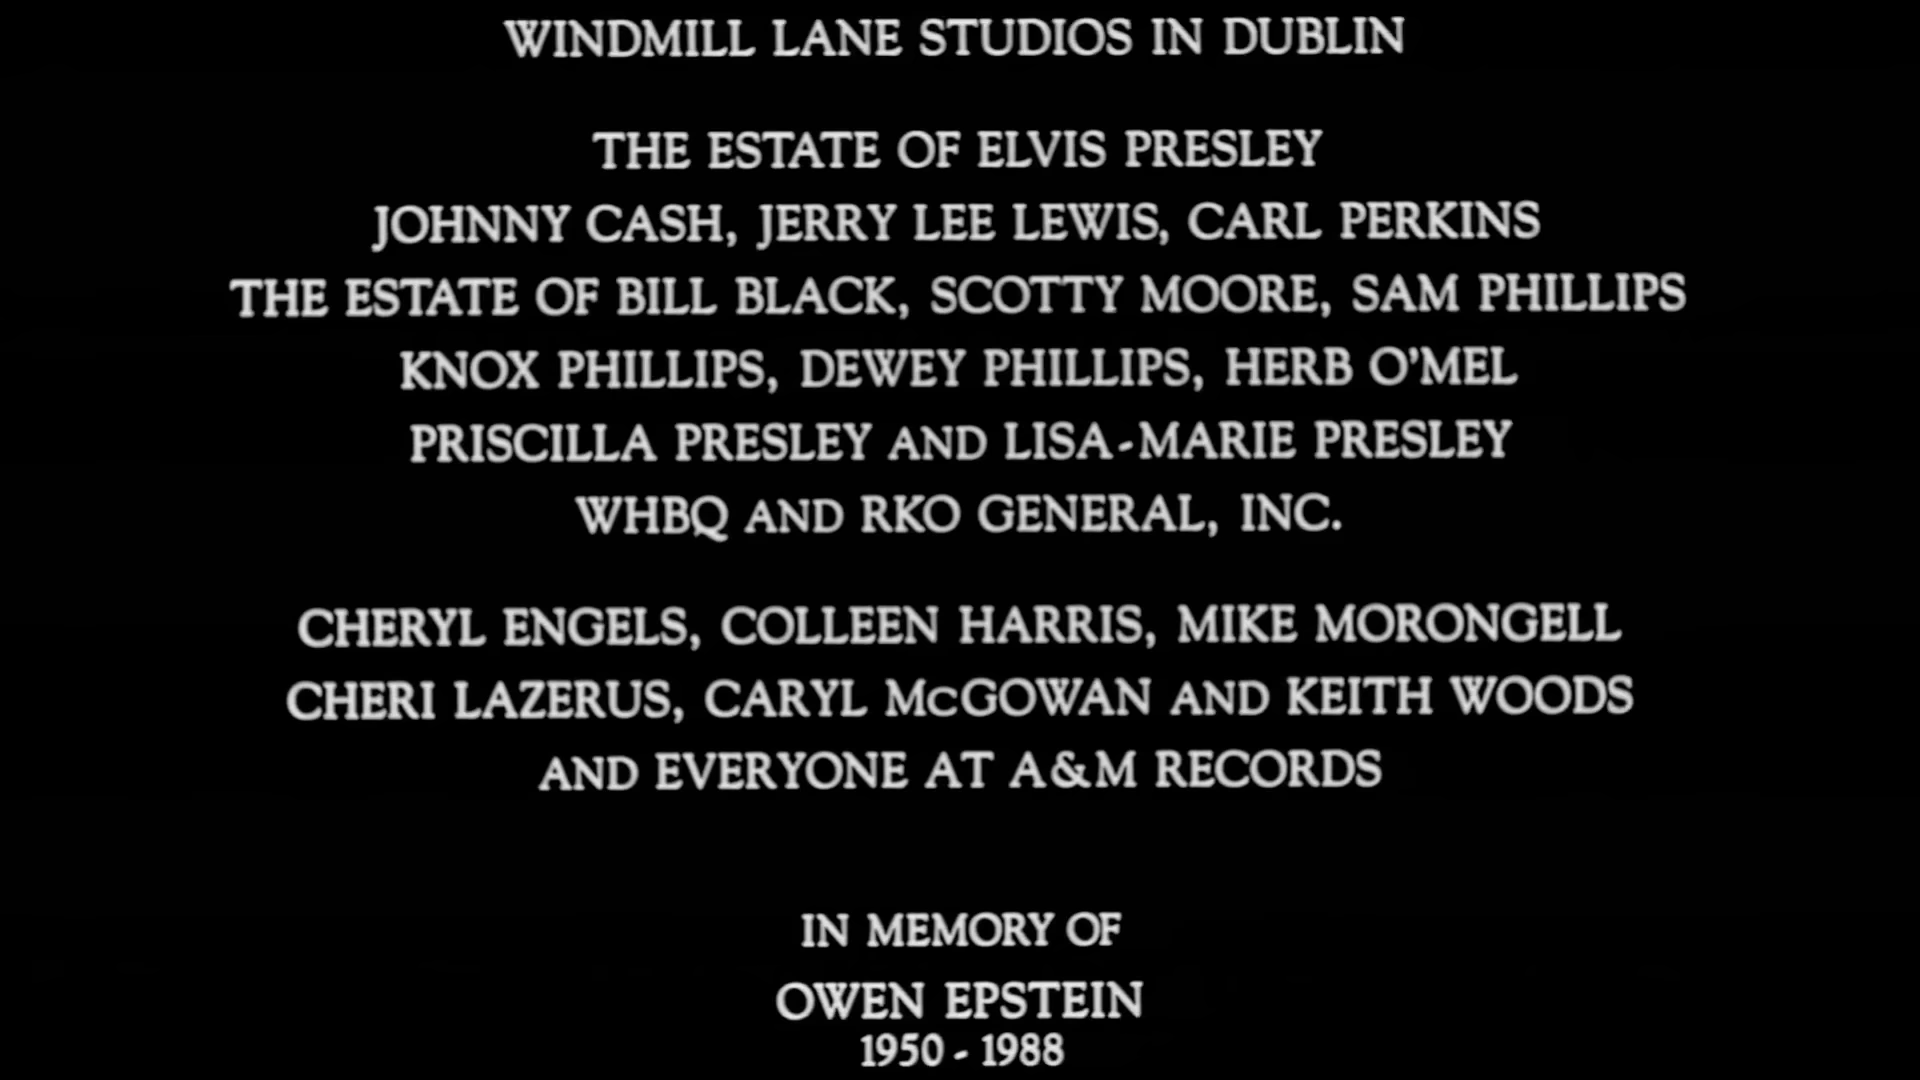 WINDMILL LANE STUDIOS IN DUBLIN
THE ESTATE OF ELVIS PRESLEY
JOHNNY CASH, JERRY LEE LEWIS, CARL PERKINS
THE ESTATE OF BILL BLACK, SCOTTY MOORE, SAM PHILLIPS
KNOX PHILLIPS, DEWEY PHILLIPS, HERB O'MEL
PRISCILLA PRESLEY AND LISA-MARIE PRESLEY
WHBQ AND RKO GENERAL, INC.
CHERYL ENGELS, COLLEEN HARRIS, MIKE MORONGELL
CHERI LAZERUS, CARYL McGOWAN AND KEITH WOODS
AND EVERYONE AT A&M RECORDS
IN MEMORY OF
OWEN EPSTEIN
1950 - 1988